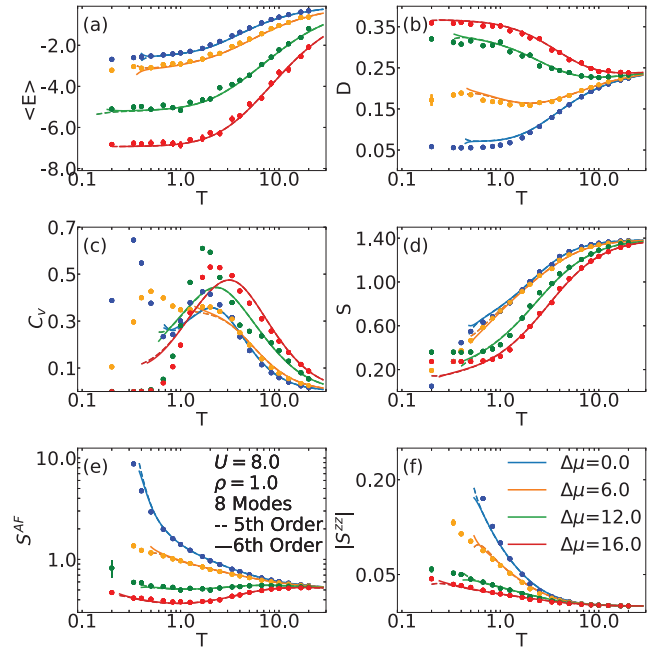 (a)
<E>
-2.0
-4.0
-6.0
-8.0
0.1 1.0 10.0
T
(b)
D
0.35
0.25
0.15
0.05
0.1 1.0 10.0
T
(c)
C_v
0.7
0.5
0.3
0.1
0.1 1.0 10.0
T
(d)
S
1.40
1.00
0.60
0.20
0.1 1.0 10.0
T
(e)
S^AF
10.0
1.0
0.1 1.0 10.0
T
U=8.0
ρ=1.0
8 Modes
-- 5th Order
— 6th Order
(f)
|S^zz|
0.20
0.05
0.1 1.0 10.0
T
Δμ=0.0
Δμ=6.0
Δμ=12.0
Δμ=16.0